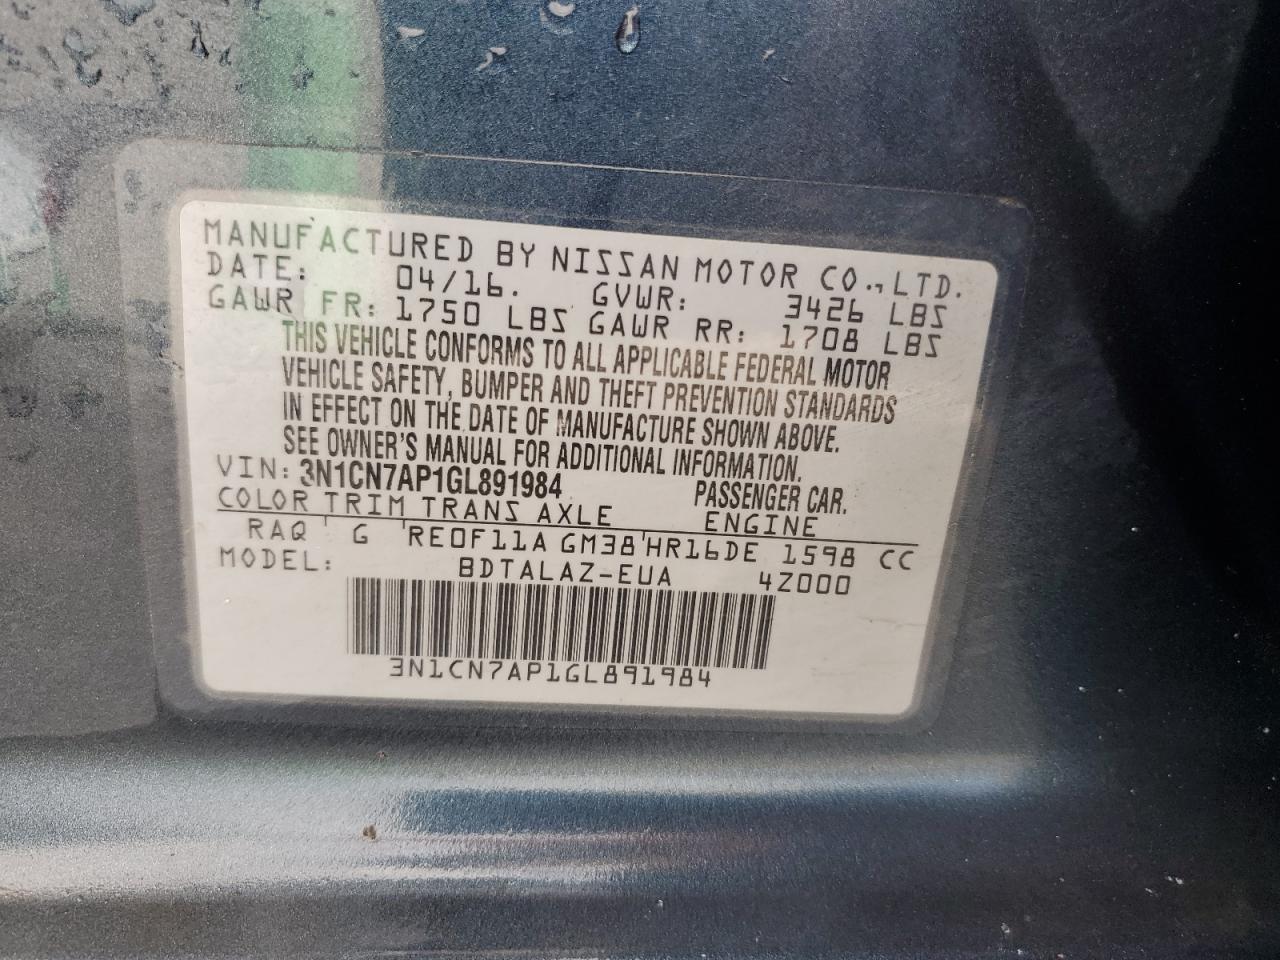 MANUFACTURED BY NISSAN MOTOR CO.,LTD.
DATE: 04/16. GVWR: 3426 LBS
GAWR FR: 1750 LBS GAWR RR: 1708 LBS
THIS VEHICLE CONFORMS TO ALL APPLICABLE FEDERAL MOTOR
VEHICLE SAFETY, BUMPER AND THEFT PREVENTION STANDARDS
IN EFFECT ON THE DATE OF MANUFACTURE SHOWN ABOVE.
SEE OWNER'S MANUAL FOR ADDITIONAL INFORMATION.
VIN: 3N1CN7AP1GL891984 PASSENGER CAR.
COLOR TRIM TRANS AXLE ENGINE
RAQ ' G 'RE0F11A GM38'HR16DE 1598 CC
MODEL: BDTALAZ-EUA 4Z000
3N1CN7AP1GL891984